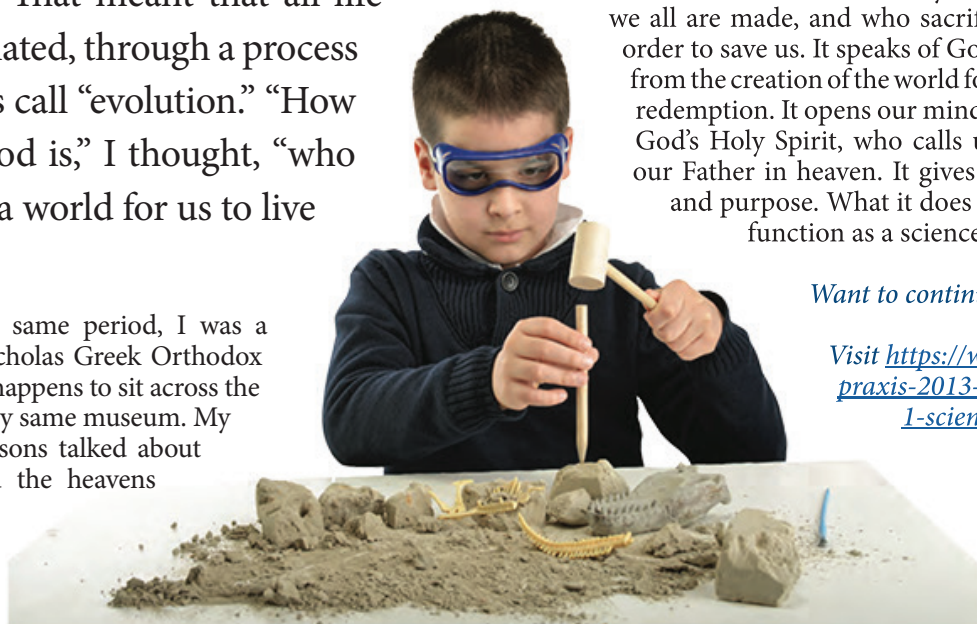 That meant that all life
ated, through a process
s call “evolution.” “How
od is,” I thought, “who
a world for us to live
same period, I was a
cholas Greek Orthodox
happens to sit across the
y same museum. My
sons talked about
the heavens
we all are made, and who sacrif
order to save us. It speaks of Go
from the creation of the world fo
redemption. It opens our mind
God’s Holy Spirit, who calls u
our Father in heaven. It gives
and purpose. What it does
function as a science
Want to contin
Visit https://w
praxis-2013-
1-scien